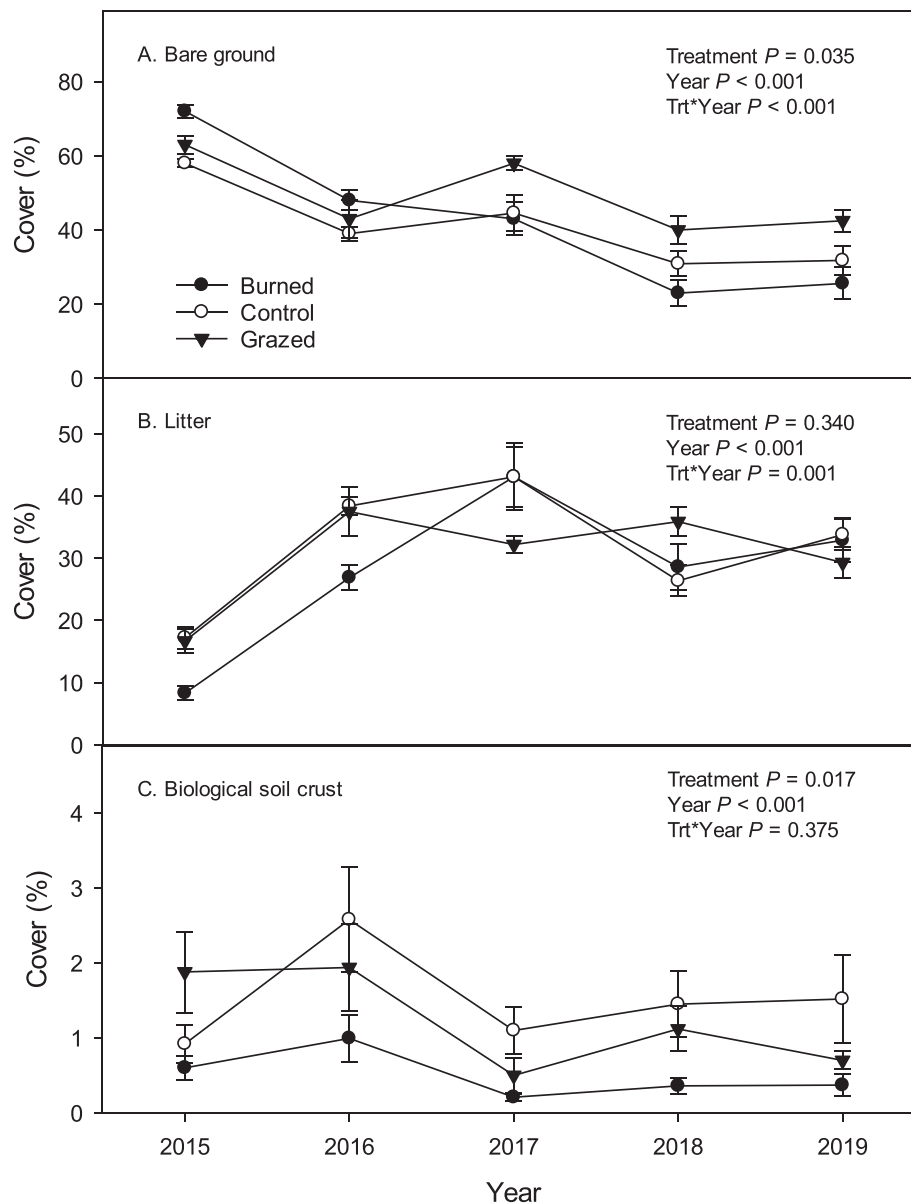 A. Bare ground
Treatment P = 0.035
Year P < 0.001
Trt*Year P < 0.001
Cover (%)
80
60
40
20
0
Burned
Control
Grazed
B. Litter
Treatment P = 0.340
Year P < 0.001
Trt*Year P = 0.001
Cover (%)
50
40
30
20
10
0
C. Biological soil crust
Treatment P = 0.017
Year P < 0.001
Trt*Year P = 0.375
Cover (%)
4
3
2
1
0
2015 2016 2017 2018 2019
Year